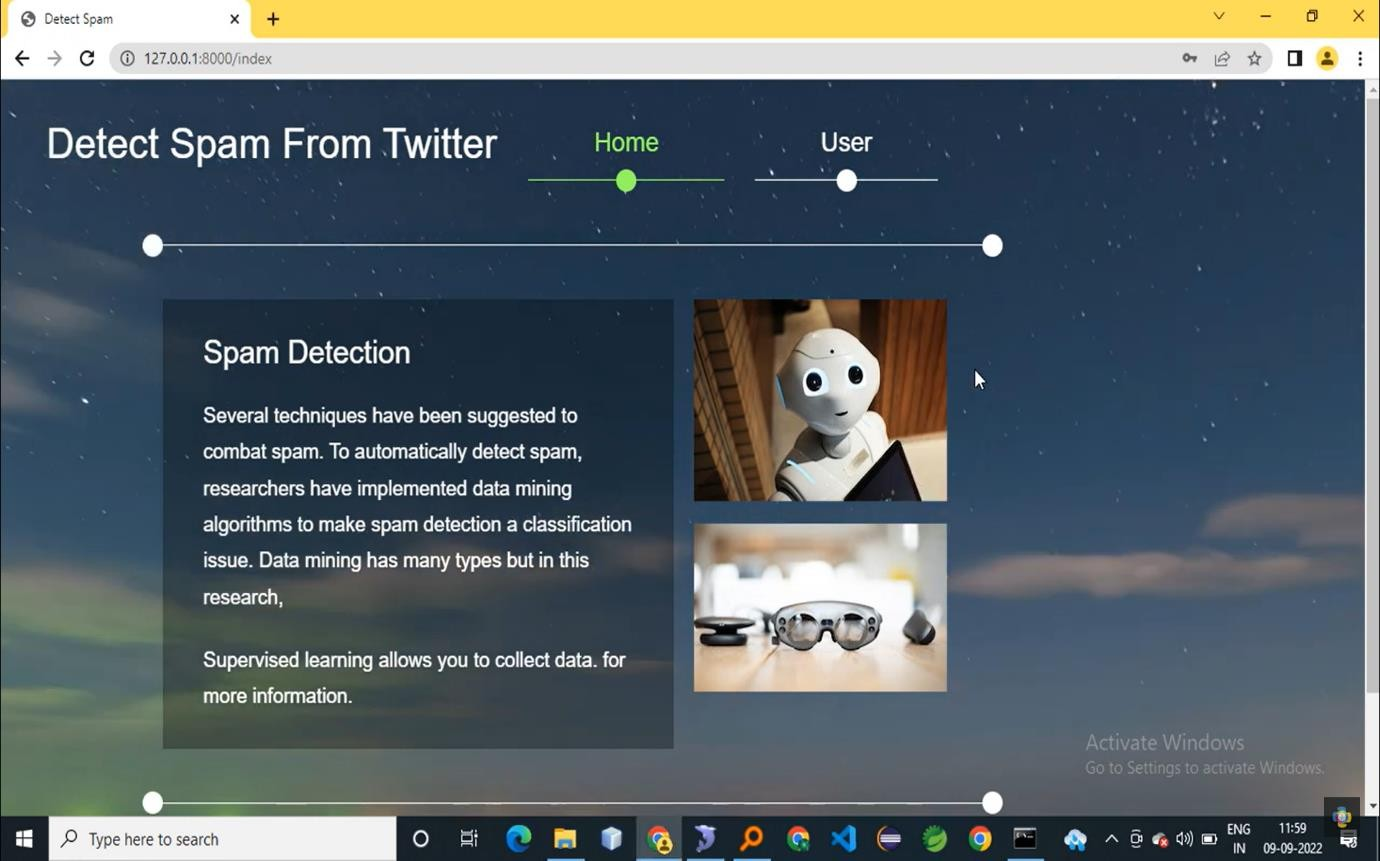 Detect Spam
127.0.0.1:8000/index
Detect Spam From Twitter
Home
User
Spam Detection
Several techniques have been suggested to
combat spam. To automatically detect spam,
researchers have implemented data mining
algorithms to make spam detection a classification
issue. Data mining has many types but in this
research,
Supervised learning allows you to collect data. for
more information.
Activate Windows
Go to Settings to activate Windows.
Type here to search
ENG
IN
11:59
09-09-2022